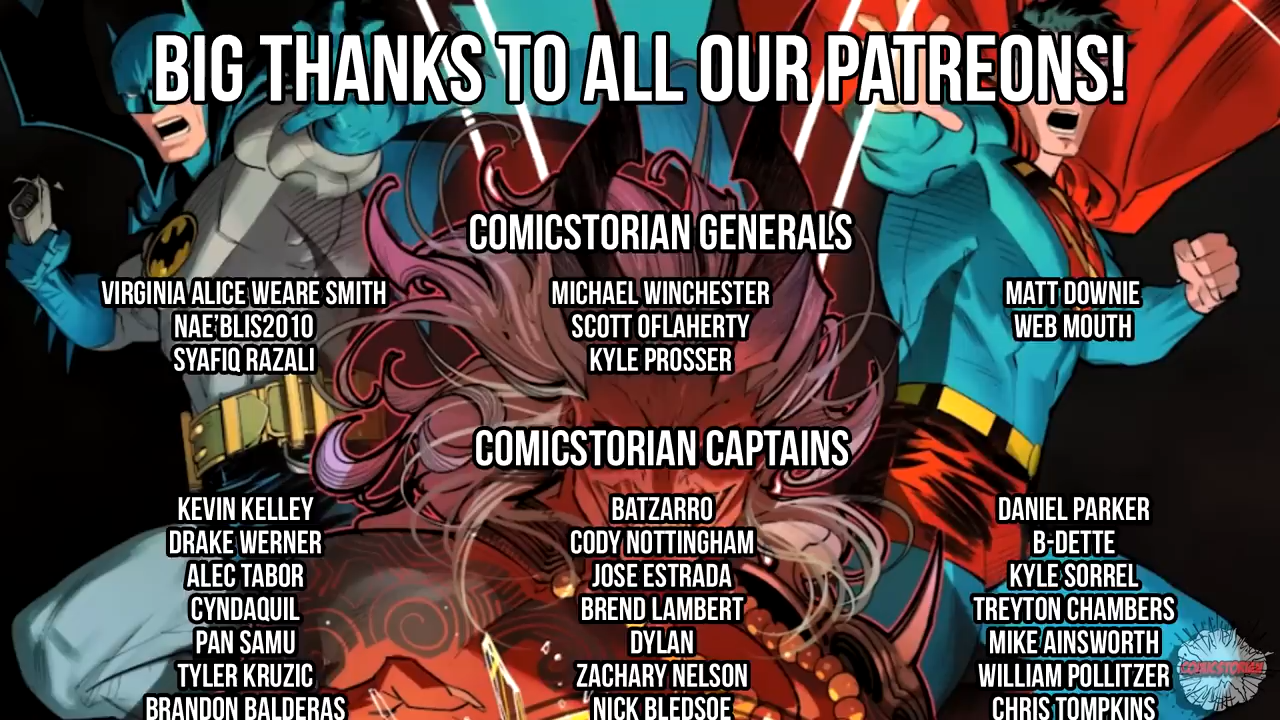 BIG THANKS TO ALL OUR PATREONS!
COMICSTORIAN GENERALS
VIRGINIA ALICE WEARE SMITH MICHAEL WINCHESTER MATT DOWNIE
NAE'BLIS2010 SCOTT OFLAHERTY WEB MOUTH
SYAFIQ RAZALI KYLE PROSSER
COMICSTORIAN CAPTAINS
KEVIN KELLEY BATZARRO DANIEL PARKER
DRAKE WERNER CODY NOTTINGHAM B-DETTE
ALEC TABOR JOSE ESTRADA KYLE SORREL
CYNDAQUIL BREND LAMBERT TREYTON CHAMBERS
PAN SAMU DYLAN MIKE AINSWORTH
TYLER KRUZIC ZACHARY NELSON WILLIAM POLLITZER
BRANDON BALDERAS NICK BLEDSOE CHRIS TOMPKINS
COMICSTORIAN